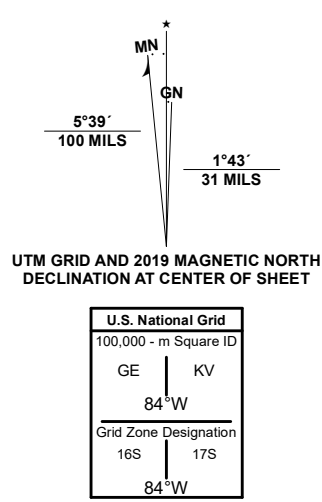 ★
MN
GN
5°39´
100 MILS
1°43´
31 MILS
UTM GRID AND 2019 MAGNETIC NORTH
DECLINATION AT CENTER OF SHEET
U.S. National Grid
100,000 - m Square ID
GE KV
84°W
Grid Zone Designation
16S 17S
84°W